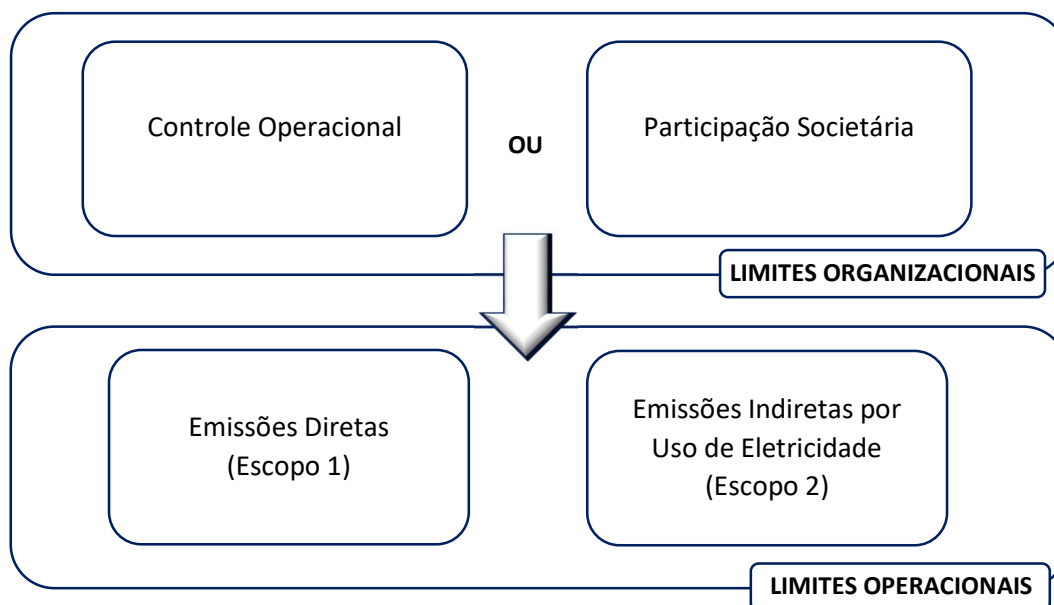 Controle Operacional
OU
Participação Societária
LIMITES ORGANIZACIONAIS
Emissões Diretas
(Escopo 1)
Emissões Indiretas por
Uso de Eletricidade
(Escopo 2)
LIMITES OPERACIONAIS